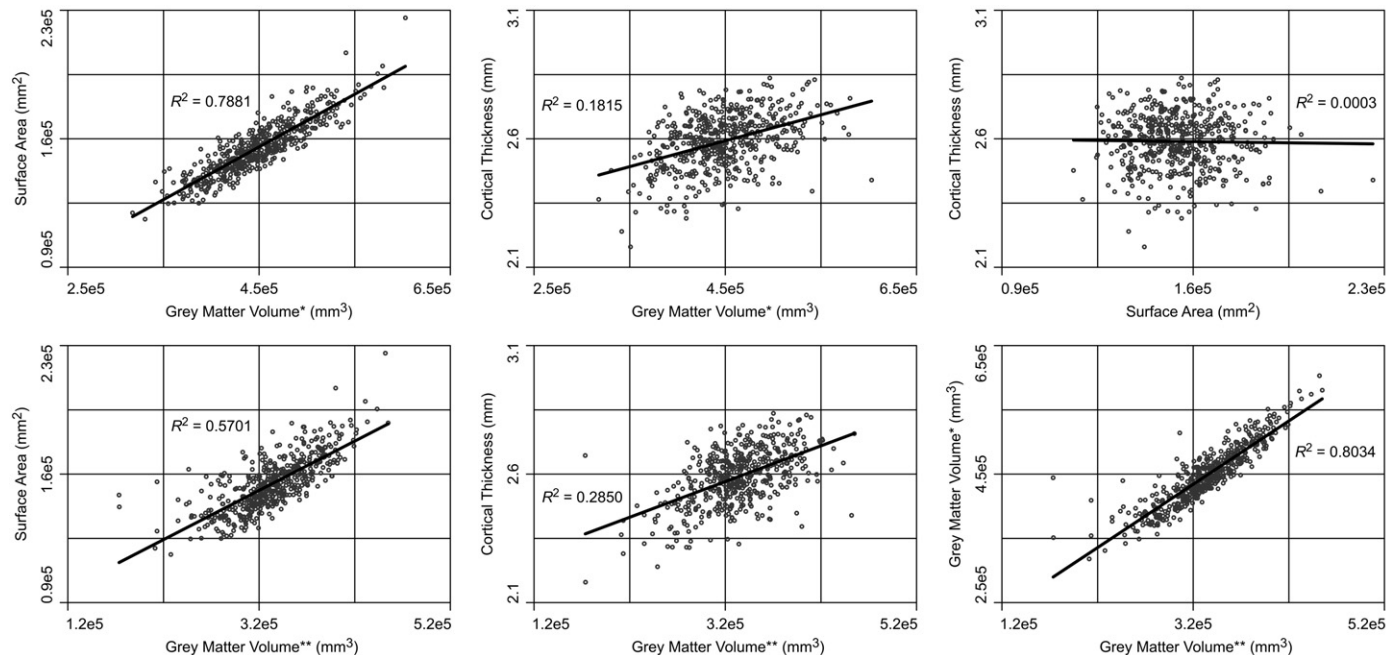 2.3e5
1.6e5
0.9e5
Surface Area (mm²)
R² = 0.7881
2.5e5 4.5e5 6.5e5
Grey Matter Volume* (mm³)
3.1
2.6
2.1
Cortical Thickness (mm)
R² = 0.1815
2.5e5 4.5e5 6.5e5
Grey Matter Volume* (mm³)
3.1
2.6
2.1
Cortical Thickness (mm)
R² = 0.0003
0.9e5 1.6e5 2.3e5
Surface Area (mm²)
2.3e5
1.6e5
0.9e5
Surface Area (mm²)
R² = 0.5701
1.2e5 3.2e5 5.2e5
Grey Matter Volume** (mm³)
3.1
2.6
2.1
Cortical Thickness (mm)
R² = 0.2850
1.2e5 3.2e5 5.2e5
Grey Matter Volume** (mm³)
6.5e5
4.5e5
2.5e5
Grey Matter Volume* (mm³)
R² = 0.8034
1.2e5 3.2e5 5.2e5
Grey Matter Volume** (mm³)